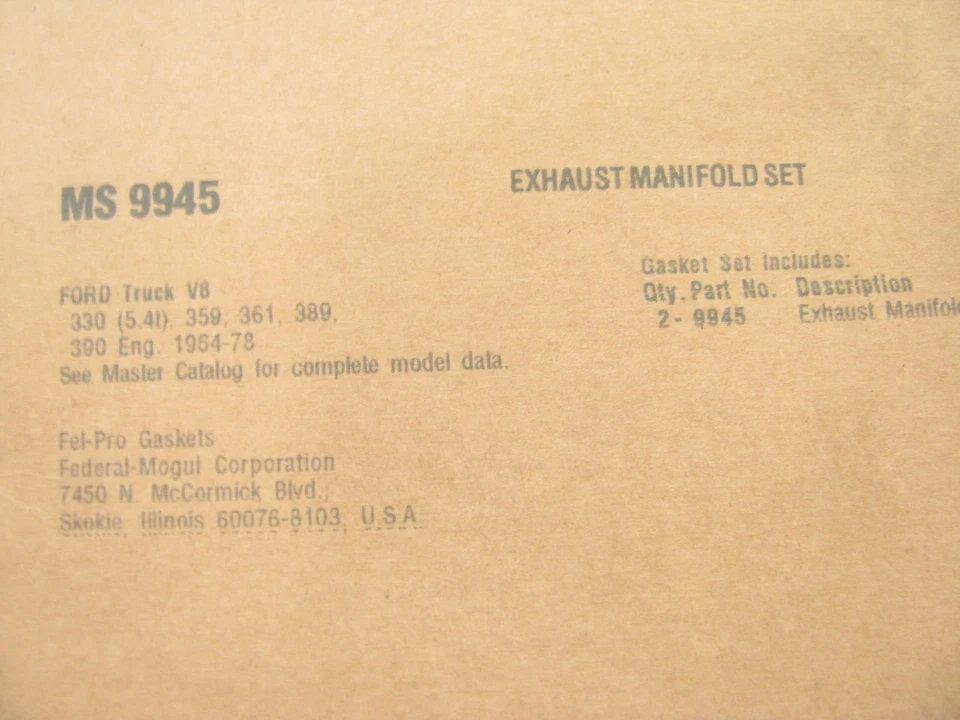 MS 9945
EXHAUST MANIFOLD SET
FORD Truck V8
330 (5.4l), 359, 361, 389,
390 Eng. 1964-78
See Master Catalog for complete model data.
Gasket Set Includes:
Qty. Part No. Description
2- 9945 Exhaust Manifold
Fel-Pro Gaskets
Federal-Mogul Corporation
7450 N. McCormick Blvd.,
Skokie, Illinois 60076-8103, U.S.A.